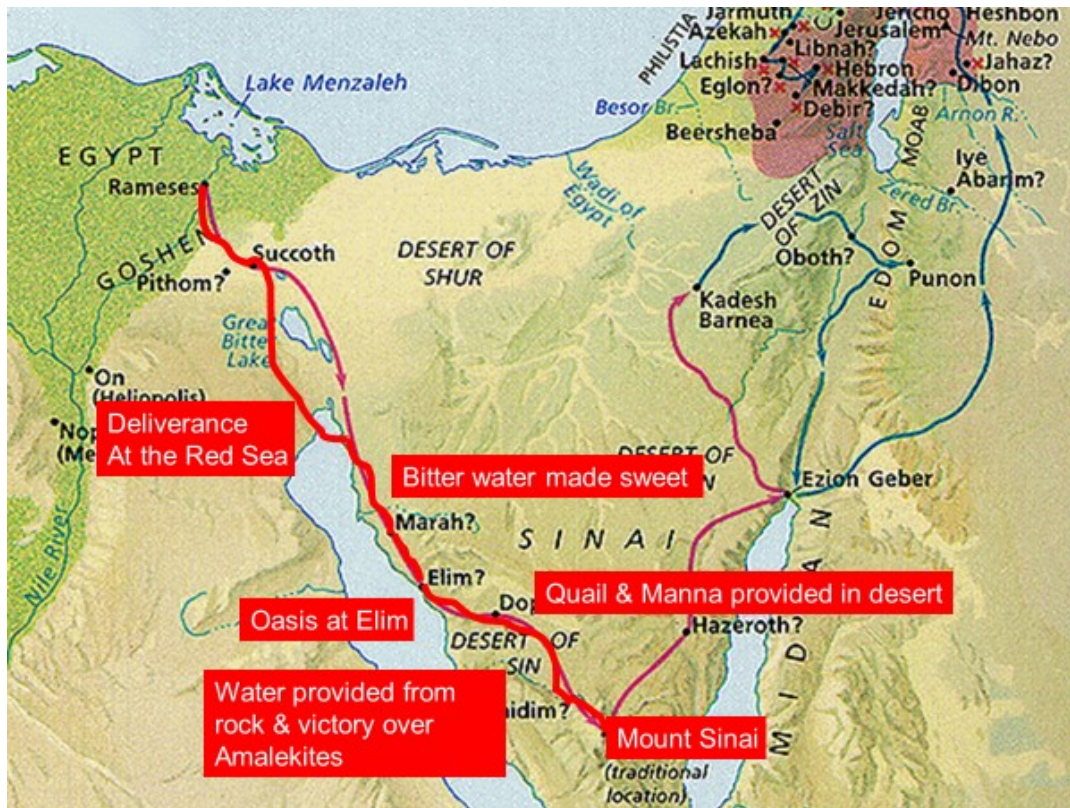 Jarmuth
Azekah
PHILISTIA
Libnah?
Lachish
Hebron
Eglon?
Makkedah?
Debir?
Besor Br.
Beersheba
Jericho
Heshbon
Jerusalem
Mt. Nebo
Jahaz?
Dibon
Arnon R.
Salt
Sea
MOAB
Iye
Abarim?
Zered Br.
Lake Menzaleh
EGYPT
Rameses
GOSHEN
Succoth
Pithom?
Wadi of
Egypt
DESERT OF
SHUR
DESERT
OF
ZIN
Oboth?
EDOM
Punon
Kadesh
Barnea
Great
Bitter
Lake
On
(Heliopolis)
Deliverance
At the Red Sea
Nile River
DESERT OF
Bitter water made sweet
Ezion Geber
Marah?
SINAI
Elim?
Quail & Manna provided in desert
Oasis at Elim
DESERT OF
SIN
Hazeroth?
MIDIAN
Water provided from
rock & victory over
Amalekites
Mount Sinai
(traditional
location)